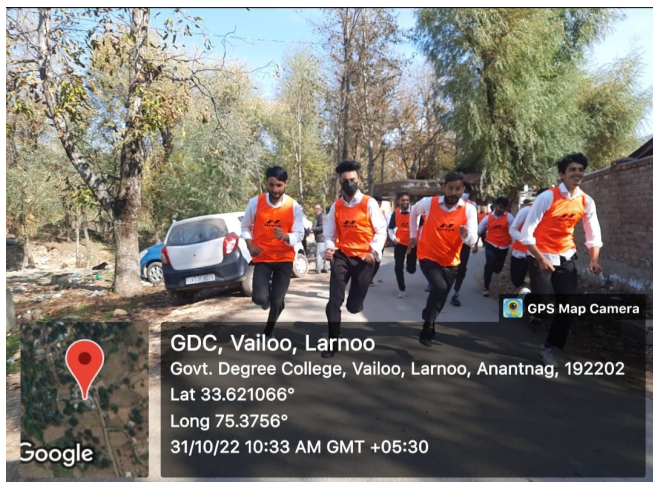 GPS Map Camera
GDC, Vailoo, Larnoo
Govt. Degree College, Vailoo, Larnoo, Anantnag, 192202
Lat 33.621066°
Long 75.3756°
31/10/22 10:33 AM GMT +05:30
Google